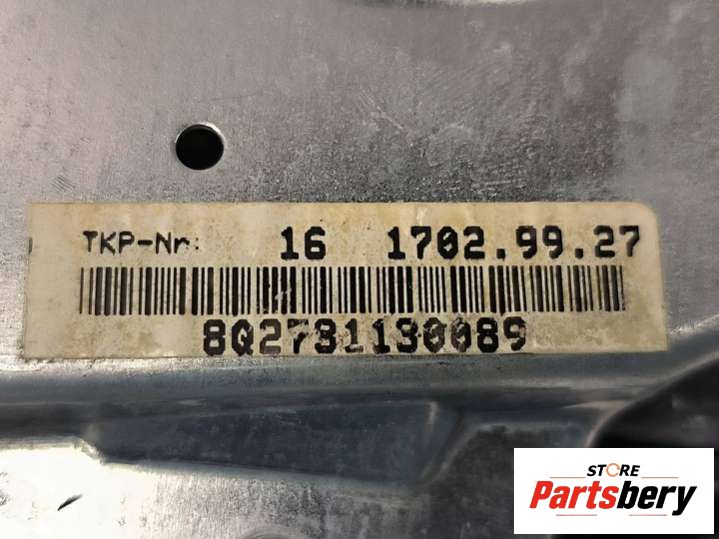 TKP-Nr: 16 1702.99.27
8Q2731130089
STORE
Partsbery